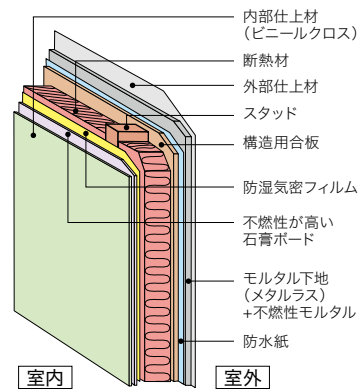 内部仕上材
(ビニールクロス)
断熱材
外部仕上材
スタッド
構造用合板
防湿気密フィルム
不燃性が高い
石膏ボード
モルタル下地
(メタルラス)
+不燃性モルタル
防水紙
室内
室外